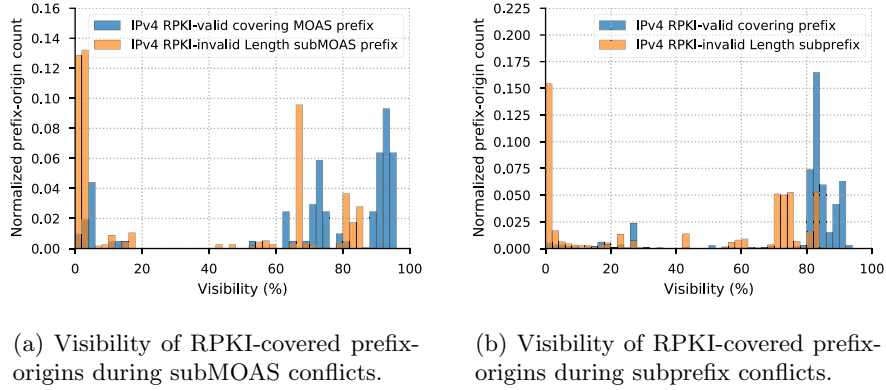 IPv4 RPKI-valid covering MOAS prefix
IPv4 RPKI-invalid Length subMOAS prefix
Normalized prefix-origin count
0.16
0.14
0.12
0.10
0.08
0.06
0.04
0.02
0.00
0 20 40 60 80 100
Visibility (%)
(a) Visibility of RPKI-covered prefix-
origins during subMOAS conflicts.
IPv4 RPKI-valid covering prefix
IPv4 RPKI-invalid Length subprefix
Normalized prefix-origin count
0.225
0.200
0.175
0.150
0.125
0.100
0.075
0.050
0.025
0.000
0 20 40 60 80 100
Visibility (%)
(b) Visibility of RPKI-covered prefix-
origins during subprefix conflicts.